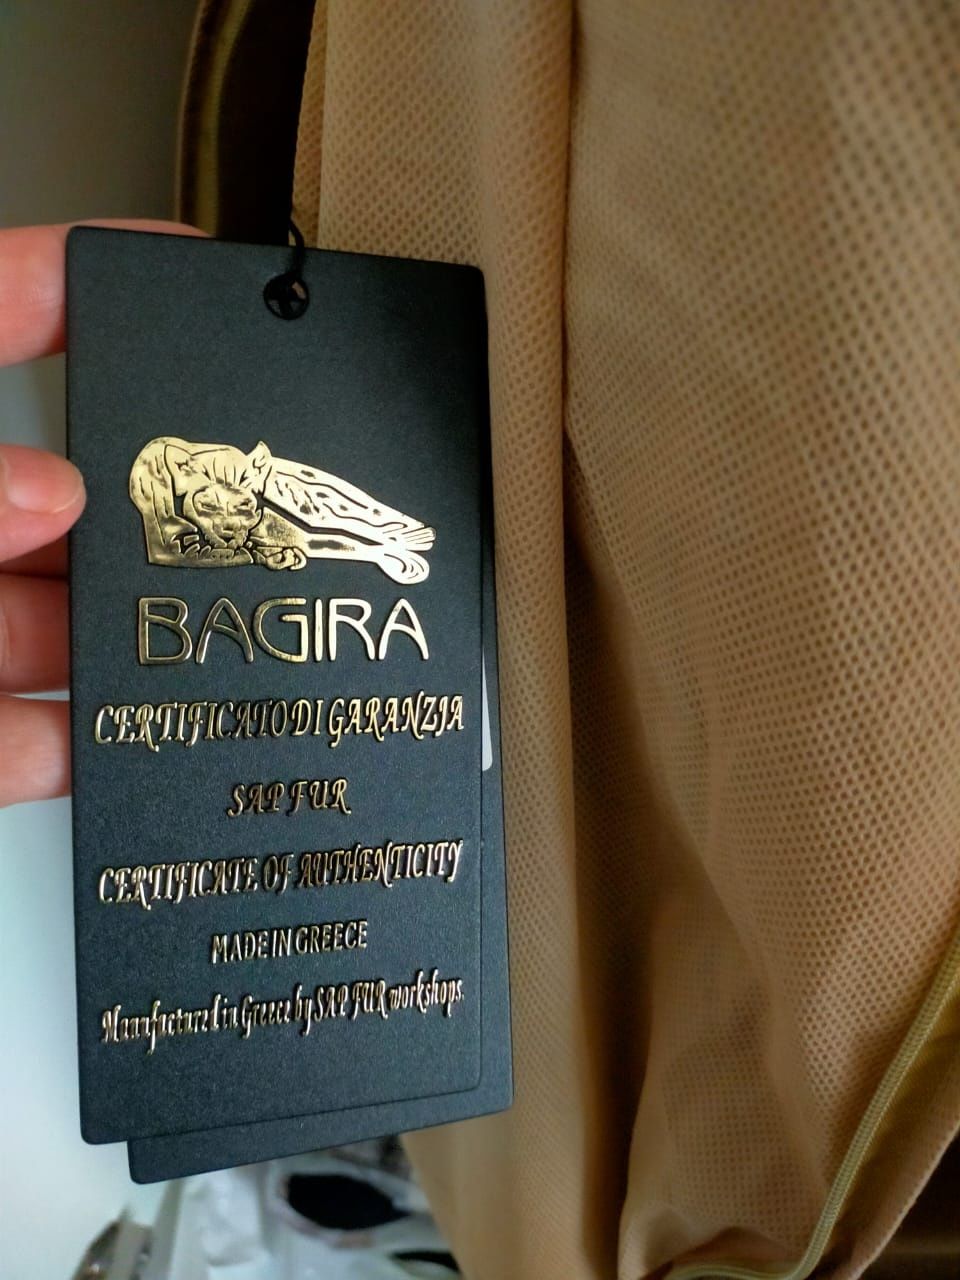 BAGIRA
CERTIFICATO DI GARANZIA
SAP FUR
CERTIFICATE OF AUTHENTICITY
MADE IN GREECE
Manufactured in Greece by SAP FUR workshops.